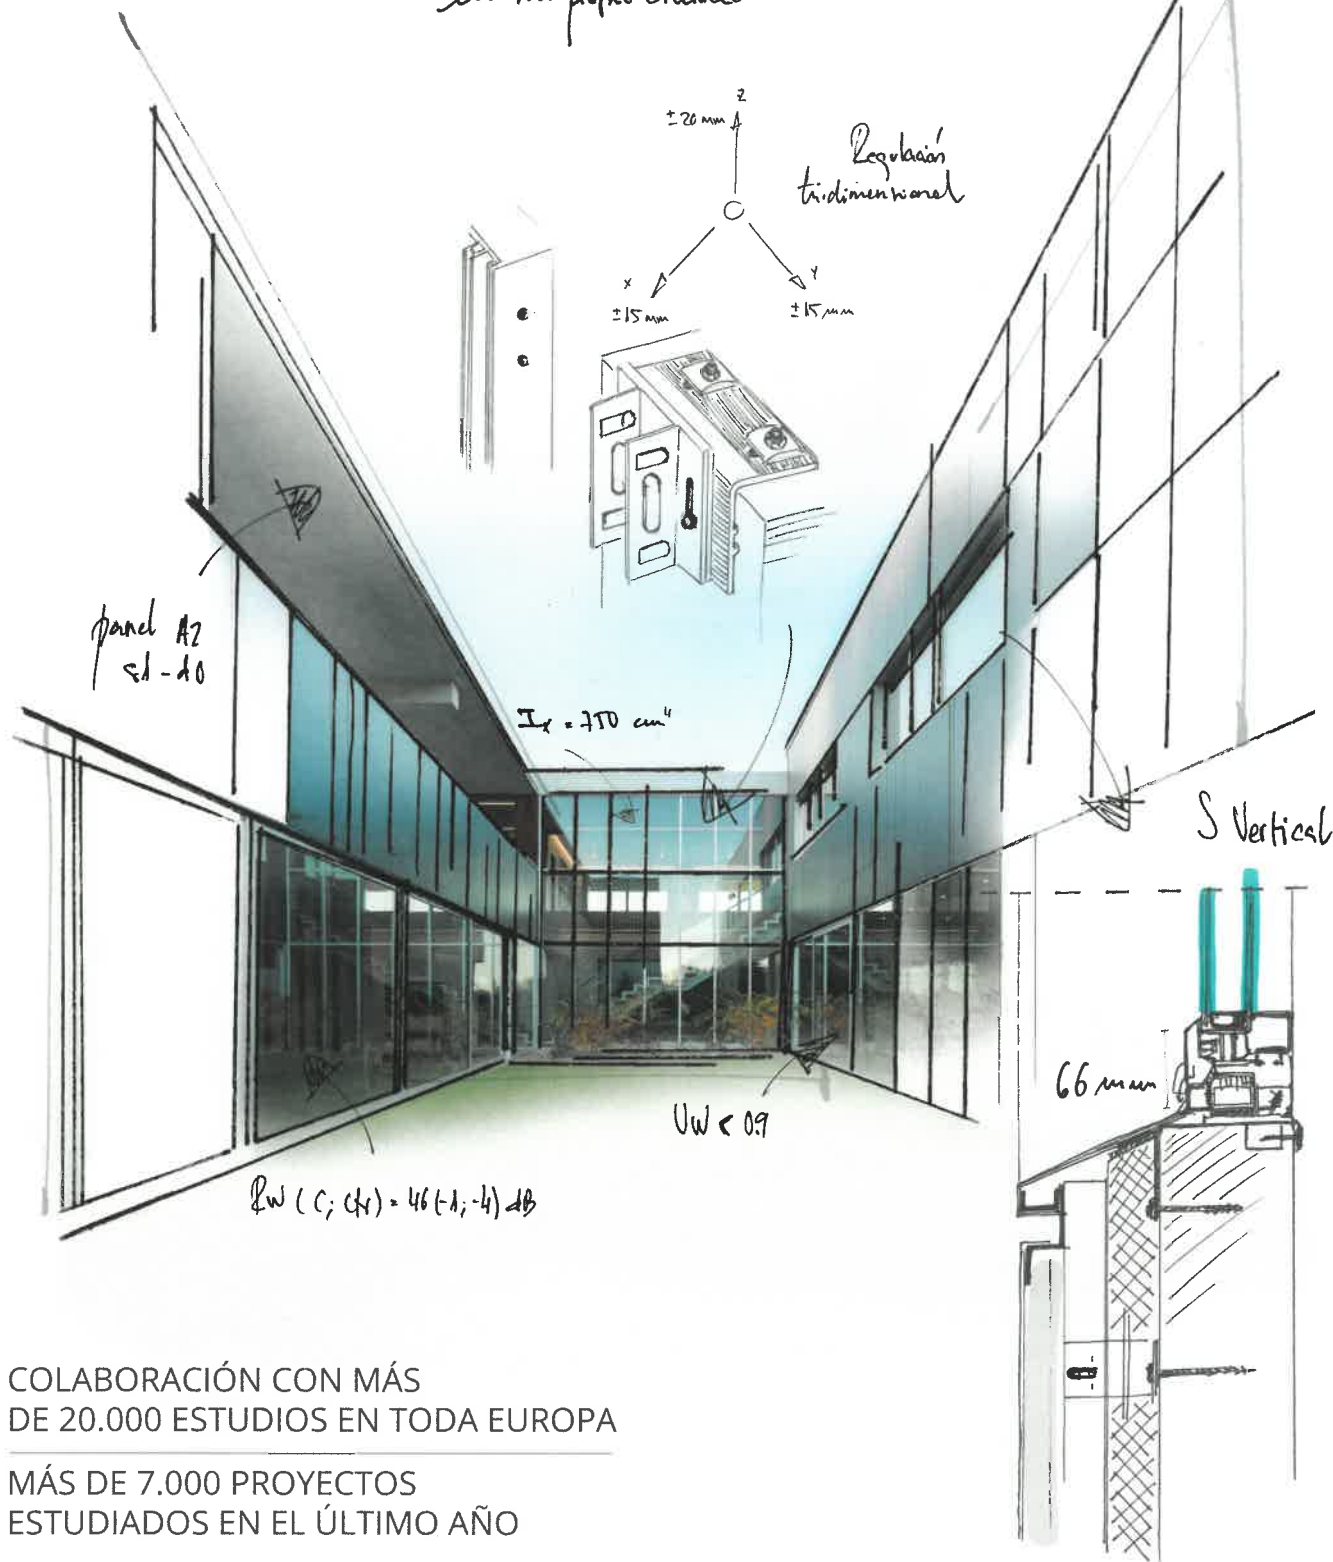 Z
± 20 mm
Regulación
tridimensional
X
Y
± 15 mm
± 15 mm
panel A2
s1 - d0
Ix = 750 cm⁴
S Vertical
66 mm
Uw < 0.9
Rw (C; Ctr) = 46 (-1; -4) dB
COLABORACIÓN CON MÁS
DE 20.000 ESTUDIOS EN TODA EUROPA
MÁS DE 7.000 PROYECTOS
ESTUDIADOS EN EL ÚLTIMO AÑO